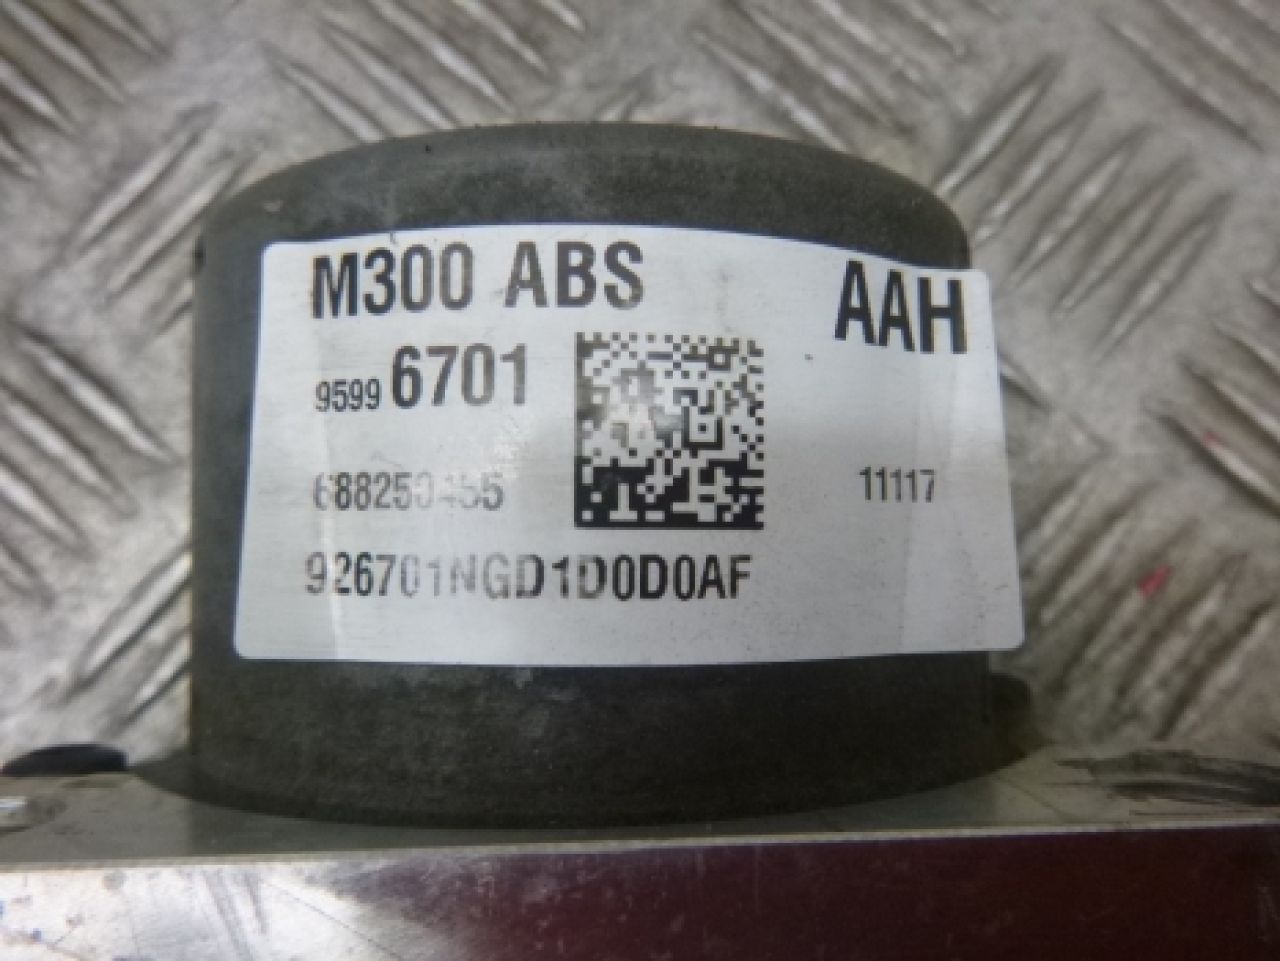 M300 ABS AAH
9599 6701
11117
926701NGD1D0D0AF